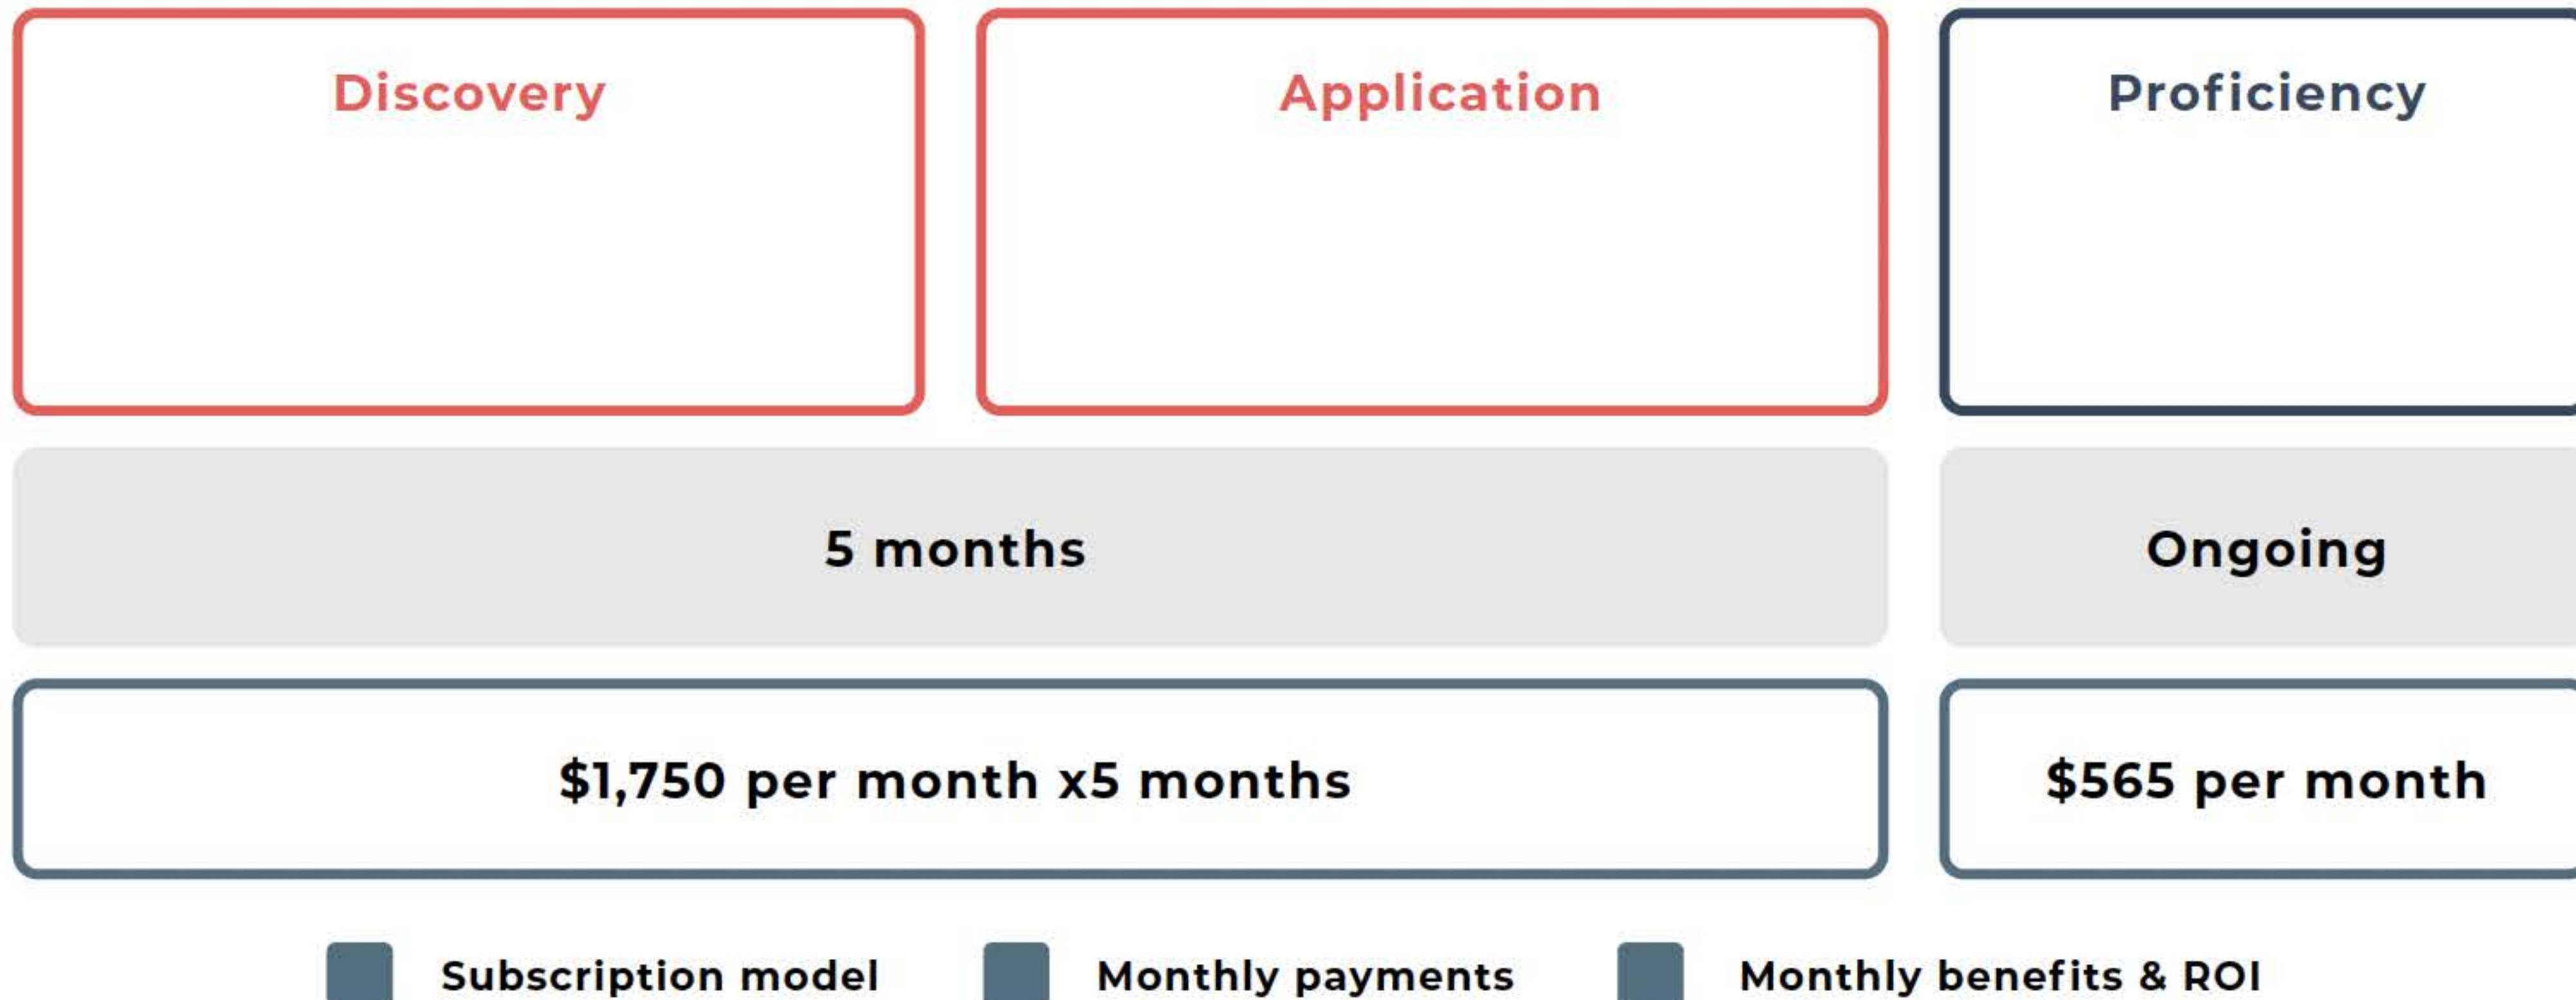 Discovery
Application
Proficiency
5 months
Ongoing
$1,750 per month x5 months
$565 per month
Subscription model
Monthly payments
Monthly benefits & ROI